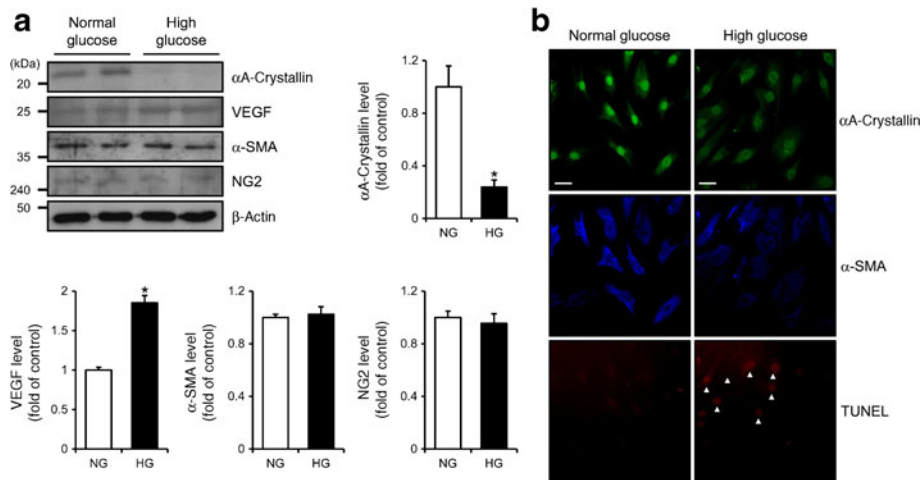 a
Normal glucose
High glucose
(kDa)
20
αA-Crystallin
25
VEGF
35
α-SMA
240
NG2
50
β-Actin
αA-Crystallin level
(fold of control)
1.2
0.8
0.4
0
*
NG HG
VEGF level
(fold of control)
2
1.5
1
0.5
0
*
NG HG
α-SMA level
(fold of control)
1.2
0.8
0.4
0
NG HG
NG2 level
(fold of control)
1.2
0.8
0.4
0
NG HG
b
Normal glucose High glucose
αA-Crystallin
α-SMA
TUNEL